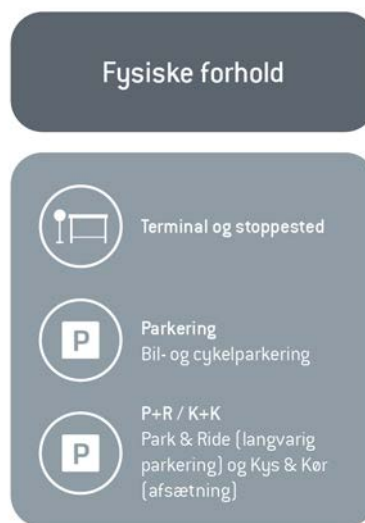 Fysiske forhold
Terminal og stoppested
P
Parkering
Bil- og cykelparkering
P
P+R / K+K
Park & Ride (langvarig
parkering) og Kys & Kør
(afsætning)